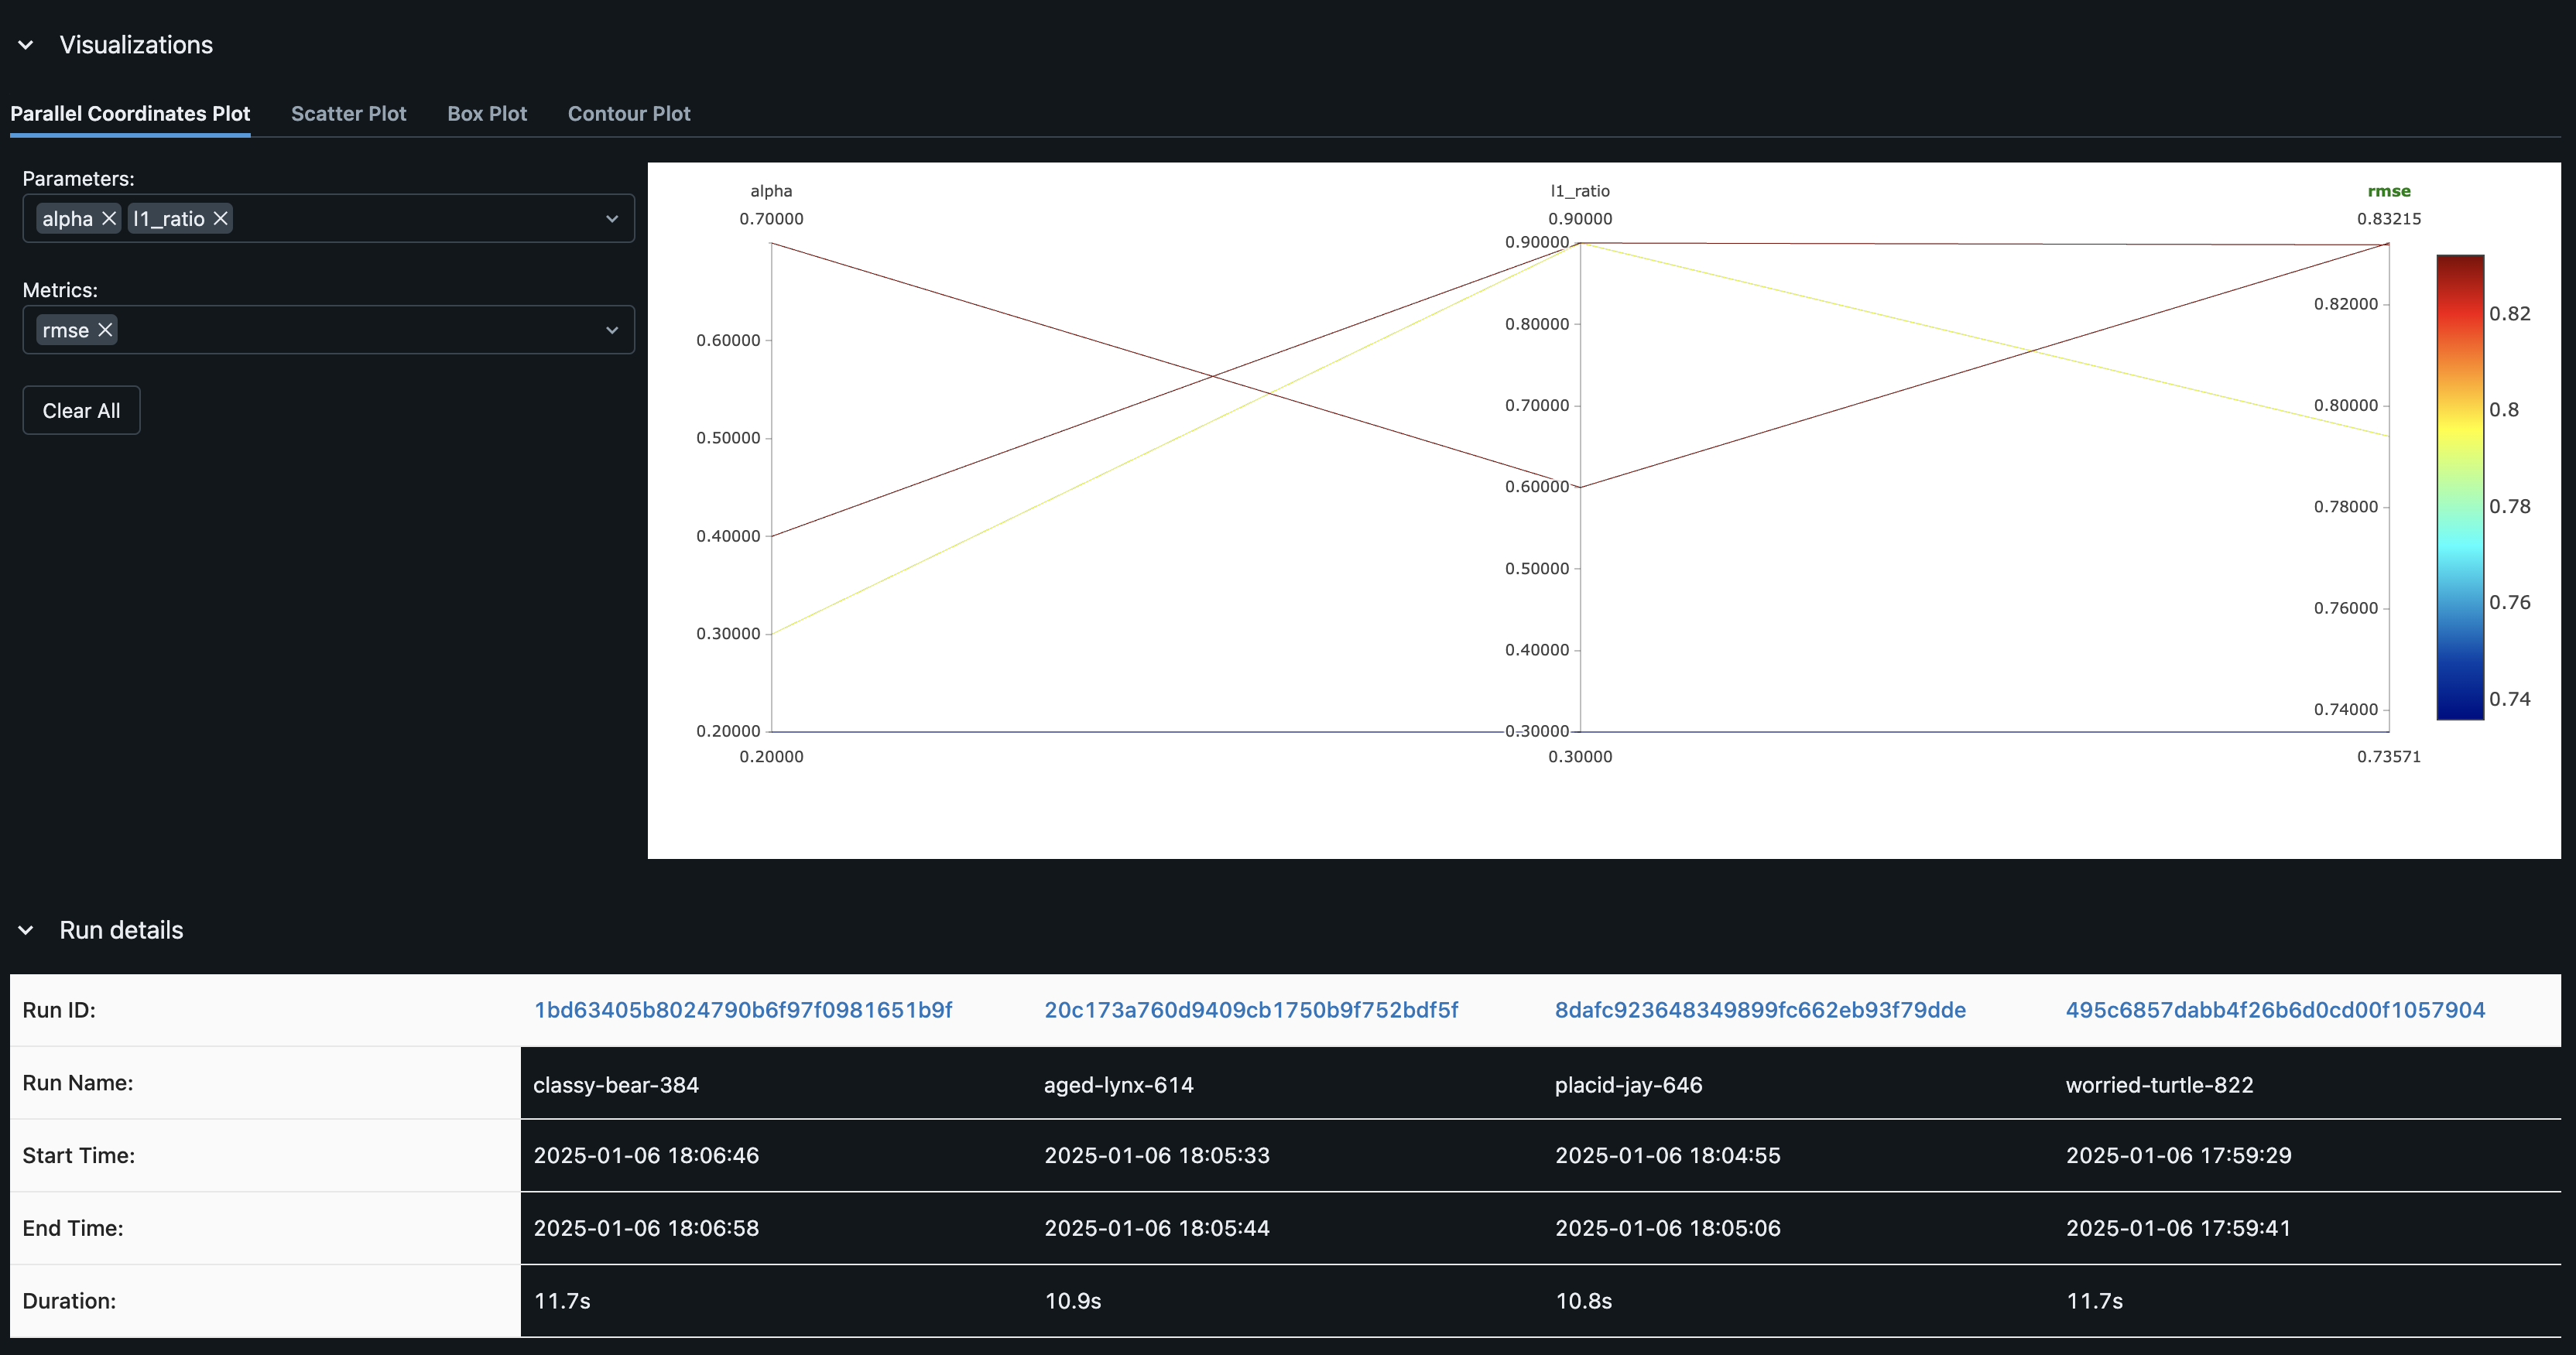 Visualizations
Parallel Coordinates Plot Scatter Plot Box Plot Contour Plot
Parameters:
alpha l1_ratio
Metrics:
rmse
Clear All
alpha l1_ratio rmse
0.70000 0.90000 0.83215
0.60000
0.50000
0.40000
0.30000
0.20000
0.20000
0.90000
0.80000
0.70000
0.60000
0.50000
0.40000
0.30000
0.30000
0.82000
0.80000
0.78000
0.76000
0.74000
0.73571
0.82
0.8
0.78
0.76
0.74
Run details
Run ID: 1bd63405b8024790b6f97f0981651b9f 20c173a760d9409cb1750b9f752bdf5f 8dafc923648349899fc662eb93f79dde 495c6857dabb4f26b6d0cd00f1057904
Run Name: classy-bear-384 aged-lynx-614 placid-jay-646 worried-turtle-822
Start Time: 2025-01-06 18:06:46 2025-01-06 18:05:33 2025-01-06 18:04:55 2025-01-06 17:59:29
End Time: 2025-01-06 18:06:58 2025-01-06 18:05:44 2025-01-06 18:05:06 2025-01-06 17:59:41
Duration: 11.7s 10.9s 10.8s 11.7s